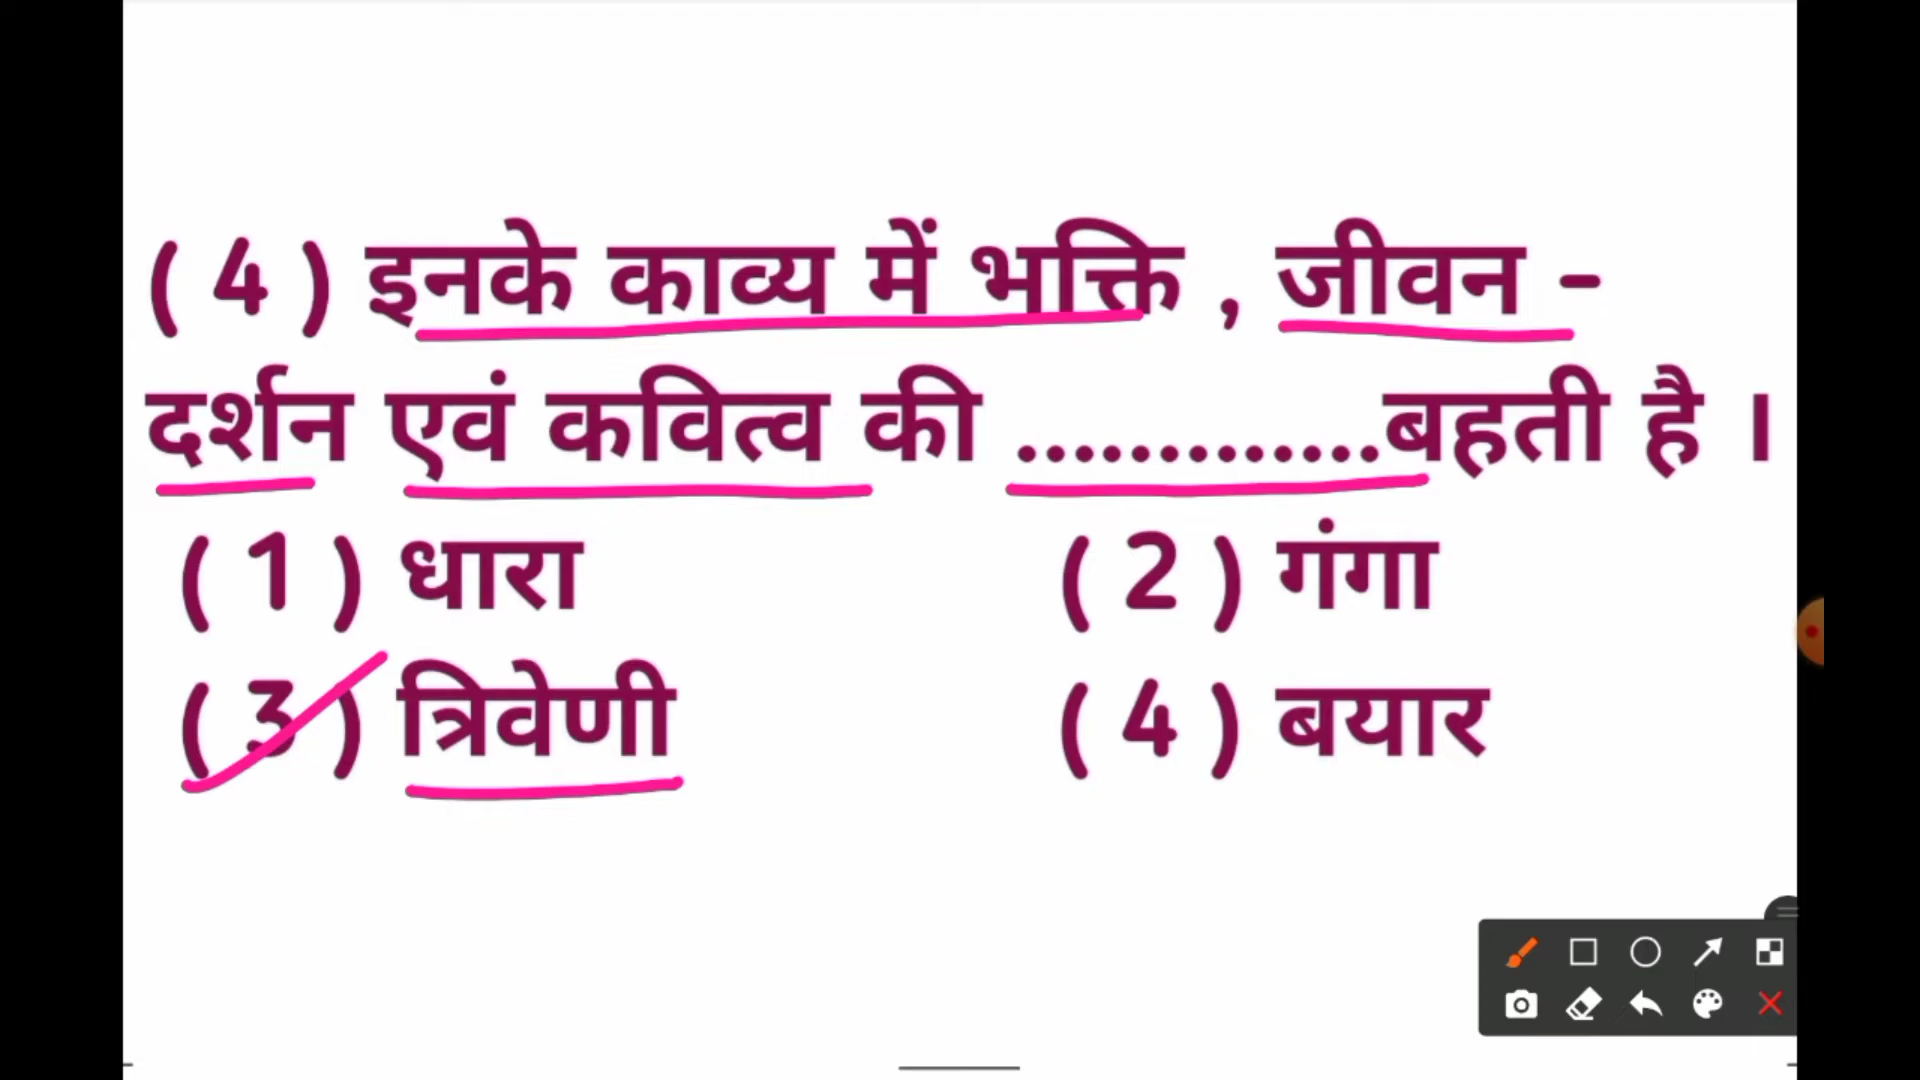 ( 4 ) इनके काव्य में भक्ति , जीवन -
दर्शन एवं कवित्व की .............बहती है ।
( 1 ) धारा ( 2 ) गंगा
( 3 ) त्रिवेणी ( 4 ) बयार